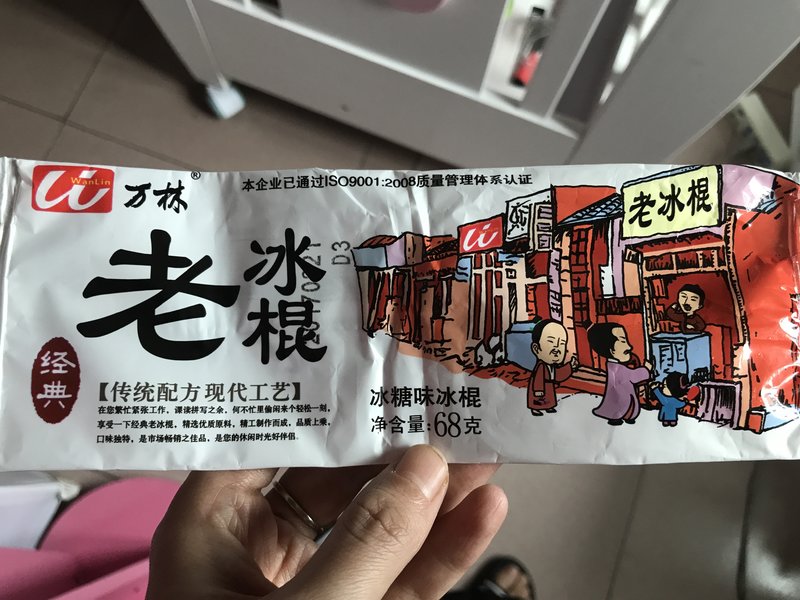 WanLin
万林®
本企业已通过ISO9001:2008质量管理体系认证
老冰棍
老冰棍
D3
经典
【传统配方 现代工艺】
在您繁忙紧张工作，课读拼写之余，何不忙里偷闲来个轻松一刻，
享受一下经典老冰棍，精选优质原料，精工制作而成，品质上乘，
口味独特，是市场畅销之佳品，是您的休闲时光好伴侣。
冰糖味冰棍
净含量:68克